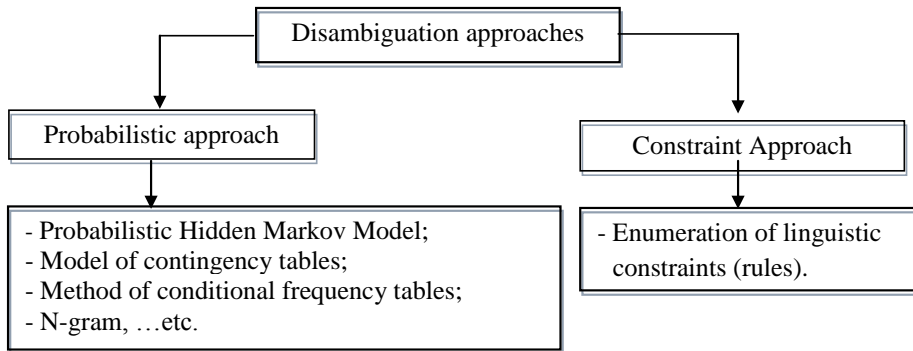 Disambiguation approaches
Probabilistic approach
Constraint Approach
- Probabilistic Hidden Markov Model;
- Model of contingency tables;
- Method of conditional frequency tables;
- N-gram, …etc.
- Enumeration of linguistic
constraints (rules).